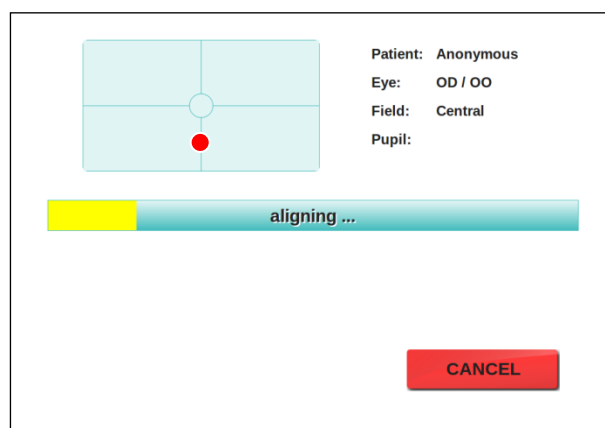 Patient: Anonymous
Eye: OD / OO
Field: Central
Pupil:
aligning ...
CANCEL